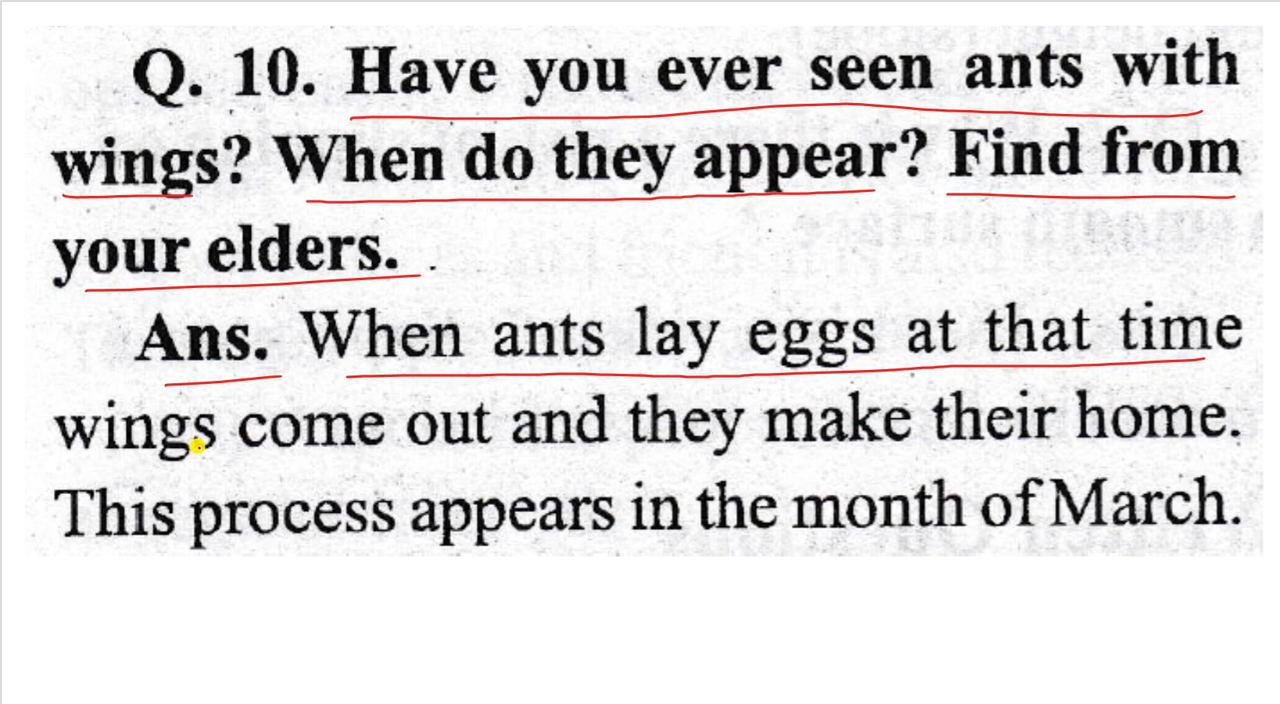 Q. 10. Have you ever seen ants with
wings? When do they appear? Find from
your elders.
Ans. When ants lay eggs at that time
wings come out and they make their home.
This process appears in the month of March.